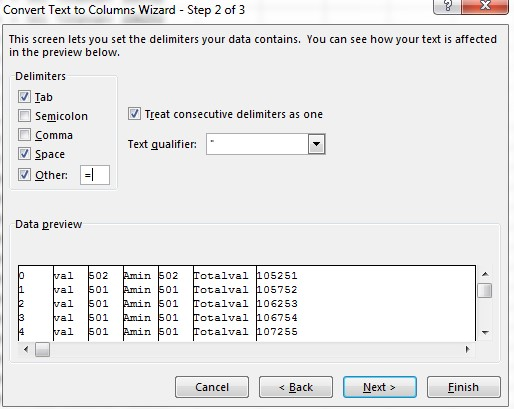 Convert Text to Columns Wizard - Step 2 of 3
?
This screen lets you set the delimiters your data contains. You can see how your text is affected
in the preview below.
Delimiters
Tab
Semicolon
Comma
Space
Other: =
Treat consecutive delimiters as one
Text qualifier: "
Data preview
0 val 502 Amin 502 Totalval 105251
1 val 501 Amin 501 Totalval 105752
2 val 501 Amin 501 Totalval 106253
3 val 501 Amin 501 Totalval 106754
4 val 501 Amin 501 Totalval 107255
Cancel < Back Next > Finish